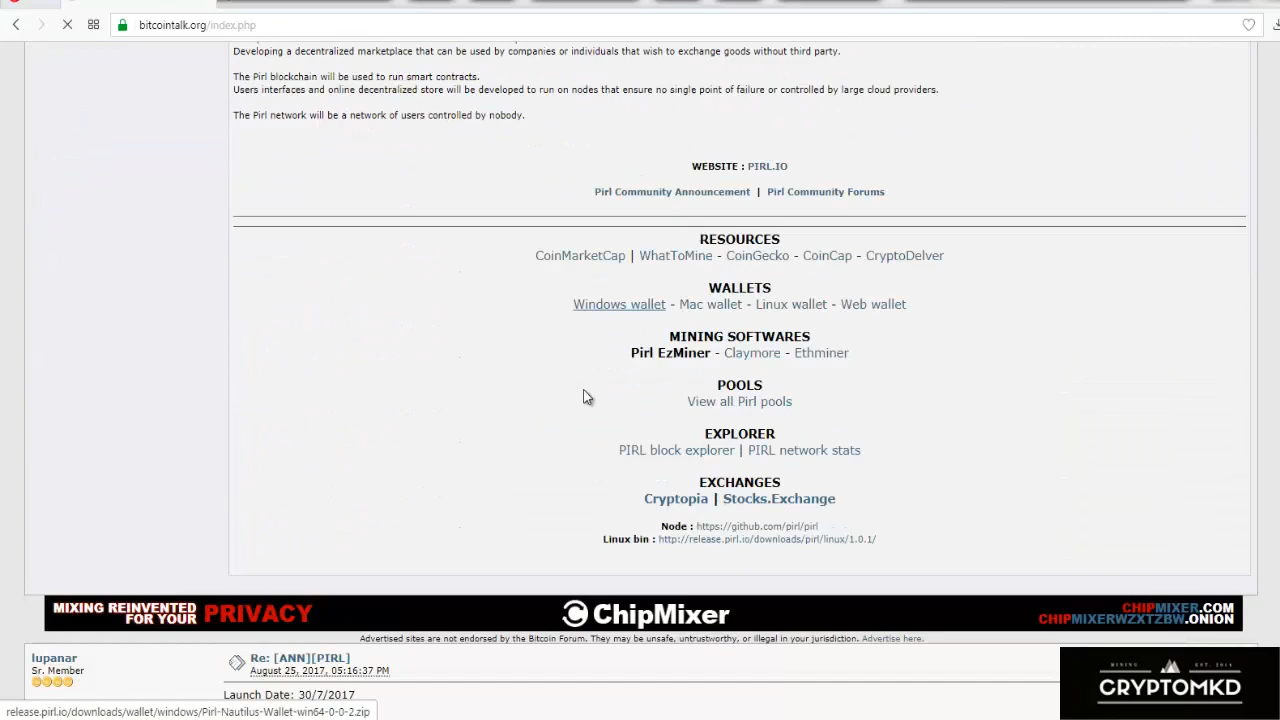 bitcointalk.org/index.php
Developing a decentralized marketplace that can be used by companies or individuals that wish to exchange goods without third party.
The Pirl blockchain will be used to run smart contracts.
Users interfaces and online decentralized store will be developed to run on nodes that ensure no single point of failure or controlled by large cloud providers.
The Pirl network will be a network of users controlled by nobody.
WEBSITE : PIRL.IO
Pirl Community Announcement | Pirl Community Forums
RESOURCES
CoinMarketCap | WhatToMine - CoinGecko - CoinCap - CryptoDelver
WALLETS
Windows wallet - Mac wallet - Linux wallet - Web wallet
MINING SOFTWARES
Pirl EzMiner - Claymore - Ethminer
POOLS
View all Pirl pools
EXPLORER
PIRL block explorer | PIRL network stats
EXCHANGES
Cryptopia | Stocks.Exchange
Node : https://github.com/pirl/pirl
Linux bin : http://release.pirl.io/downloads/pirl/linux/1.0.1/
MIXING REINVENTED
FOR YOUR PRIVACY
ChipMixer
CHIPMIXER.COM
CHIPMIXERWZXTZBW.ONION
Advertised sites are not endorsed by the Bitcoin Forum. They may be unsafe, untrustworthy, or illegal in your jurisdiction. Advertise here.
lupanar
Sr. Member
Re: [ANN][PIRL]
August 25, 2017, 05:16:37 PM
Launch Date: 30/7/2017
MINING EST. 2014
CRYPTOMKD
release.pirl.io/downloads/wallet/windows/Pirl-Nautilus-Wallet-win64-0-0-2.zip